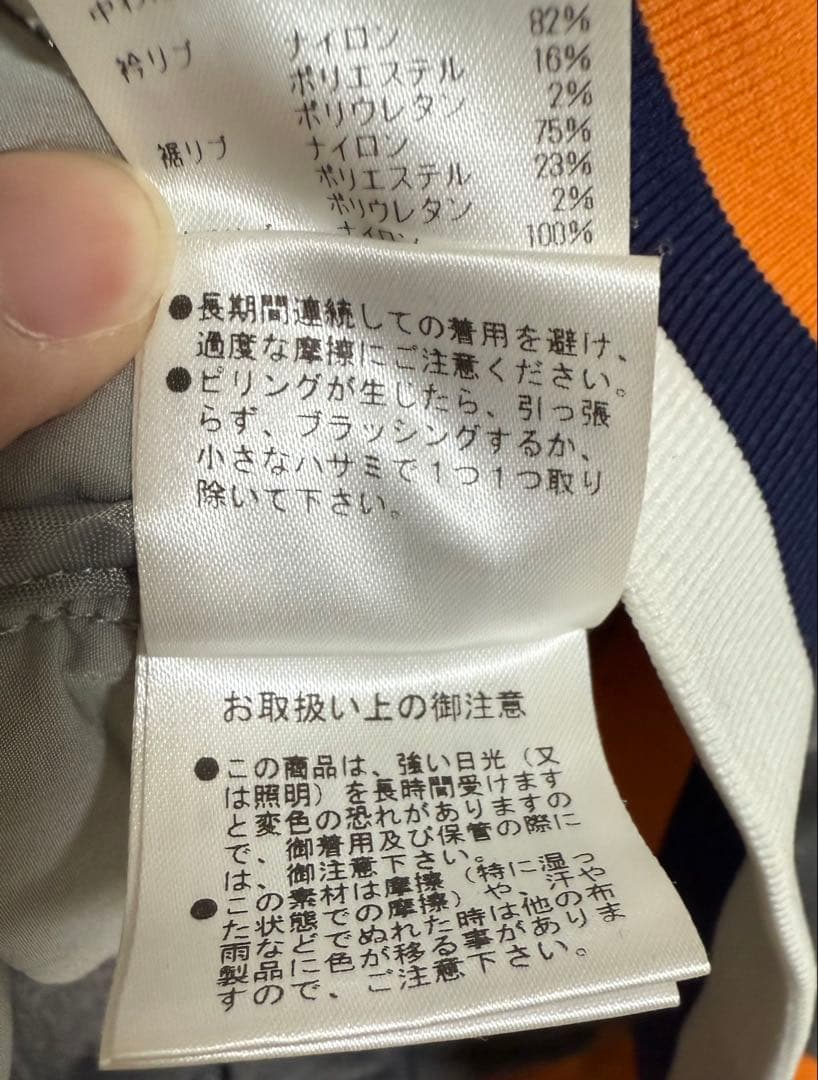 82%
衿リブ ナイロン 16%
ポリエステル 2%
ポリウレタン 75%
裾リブ ナイロン 23%
ポリエステル 2%
ポリウレタン 100%
ナイロン
●長期間連続しての着用を避け、
過度な摩擦にご注意ください。
●ピリングが生じたら、引っ張
らず、ブラッシングするか、
小さなハサミで1つ1つ取り
除いて下さい。
お取扱い上の御注意
●この商品は、強い日光(又
は照明)を長時間受けます
と変色の恐れがありますの
で、御着用及び保管の際に
は、御注意下さい。
●この素材は摩擦(特に湿っ
た状態での摩擦)や、汗や
雨などでぬれた時は他の布
製品に色が移る事がありま
すので、ご注意下さい。